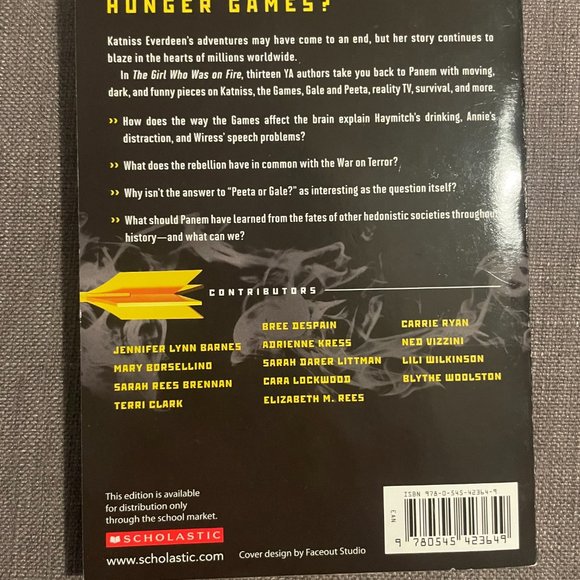 HUNGER GAMES?
Katniss Everdeen's adventures may have come to an end, but her story continues to
blaze in the hearts of millions worldwide.
In The Girl Who Was on Fire, thirteen YA authors take you back to Panem with moving,
dark, and funny pieces on Katniss, the Games, Gale and Peeta, reality TV, survival, and more.
›› How does the way the Games affect the brain explain Haymitch's drinking, Annie's
distraction, and Wiress' speech problems?
›› What does the rebellion have in common with the War on Terror?
›› Why isn't the answer to "Peeta or Gale?" as interesting as the question itself?
›› What should Panem have learned from the fates of other hedonistic societies throughout
history—and what can we?
CONTRIBUTORS
JENNIFER LYNN BARNES
MARY BORSELLINO
SARAH REES BRENNAN
TERRI CLARK
BREE DESPAIN
ADRIENNE KRESS
SARAH DARER LITTMAN
CARA LOCKWOOD
ELIZABETH M. REES
CARRIE RYAN
NED VIZZINI
LILI WILKINSON
BLYTHE WOOLSTON
This edition is available
for distribution only
through the school market.
SCHOLASTIC
www.scholastic.com
Cover design by Faceout Studio
ISBN 978-0-545-42364-9
EAN
9 780545 423649